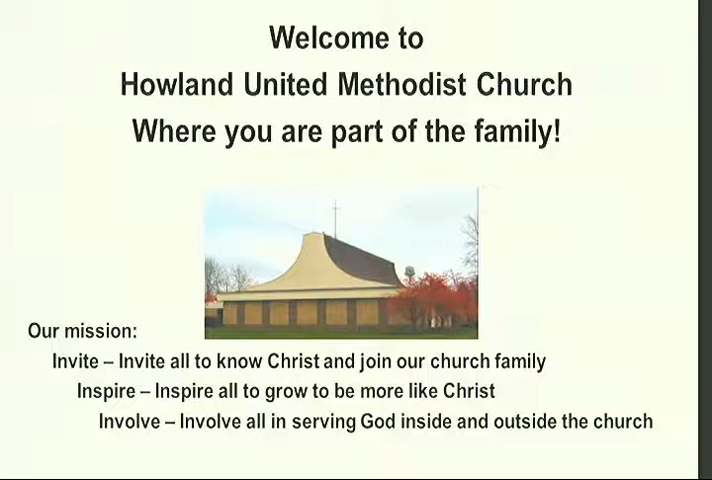 Welcome to
Howland United Methodist Church
Where you are part of the family!
Our mission:
Invite – Invite all to know Christ and join our church family
Inspire – Inspire all to grow to be more like Christ
Involve – Involve all in serving God inside and outside the church